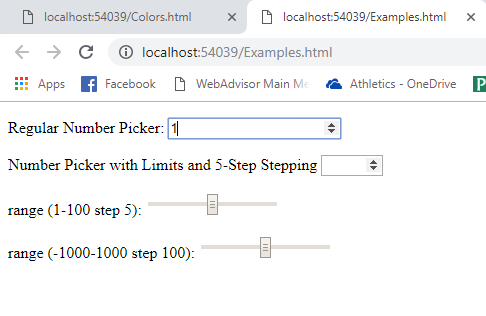 localhost:54039/Colors.html
localhost:54039/Examples.html
localhost:54039/Examples.html
Apps Facebook WebAdvisor Main Me Athletics - OneDrive P
Regular Number Picker: 1
Number Picker with Limits and 5-Step Stepping
range (1-100 step 5):
range (-1000-1000 step 100):